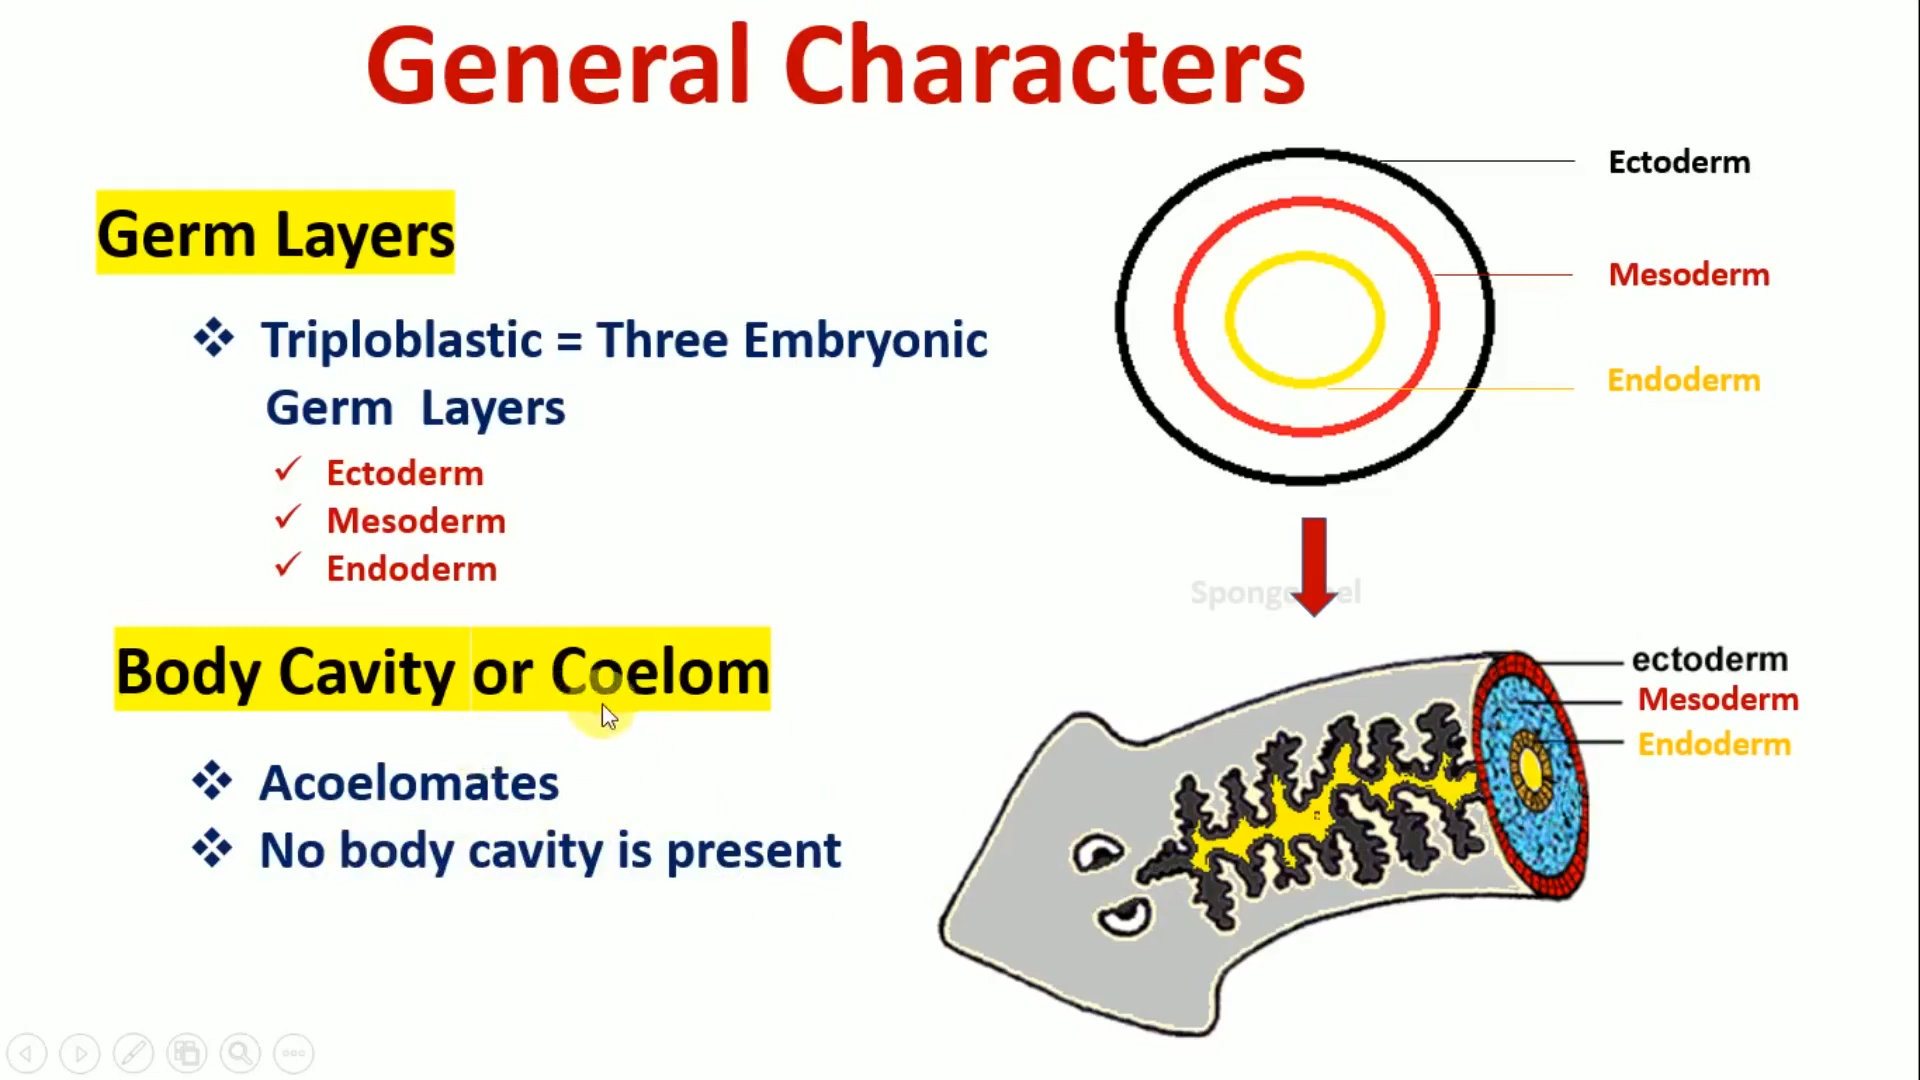 General Characters
Germ Layers
❖ Triploblastic = Three Embryonic
Germ Layers
✓ Ectoderm
✓ Mesoderm
✓ Endoderm
Body Cavity or Coelom
❖ Acoelomates
❖ No body cavity is present
Ectoderm
Mesoderm
Endoderm
ectoderm
Mesoderm
Endoderm